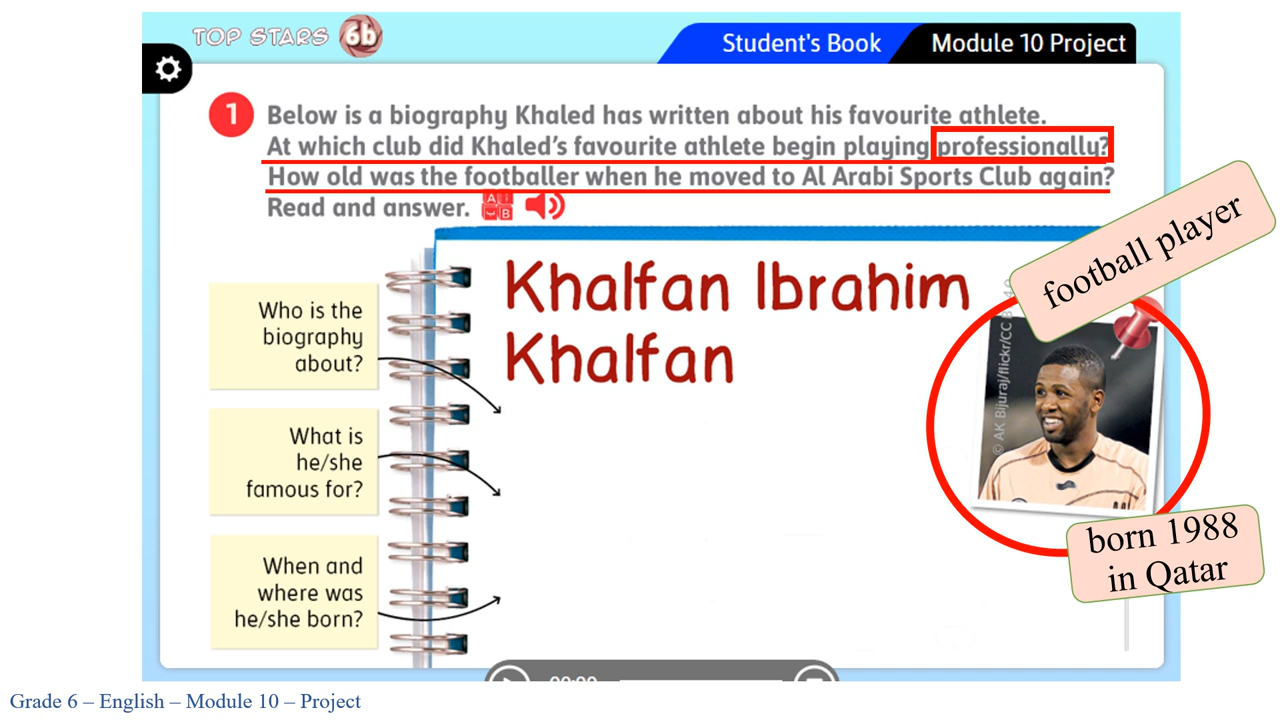 TOP STARS 6b
Student's Book
Module 10 Project
1
Below is a biography Khaled has written about his favourite athlete.
At which club did Khaled's favourite athlete begin playing professionally?
How old was the footballer when he moved to Al Arabi Sports Club again?
Read and answer.
football player
Khalfan Ibrahim
Khalfan
Who is the
biography
about?
What is
he/she
famous for?
When and
where was
he/she born?
© AK Bijuraj/flickr/CC
born 1988
in Qatar
Grade 6 – English – Module 10 – Project